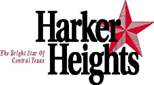 Harker
Heights
The Bright Star Of
Central Texas